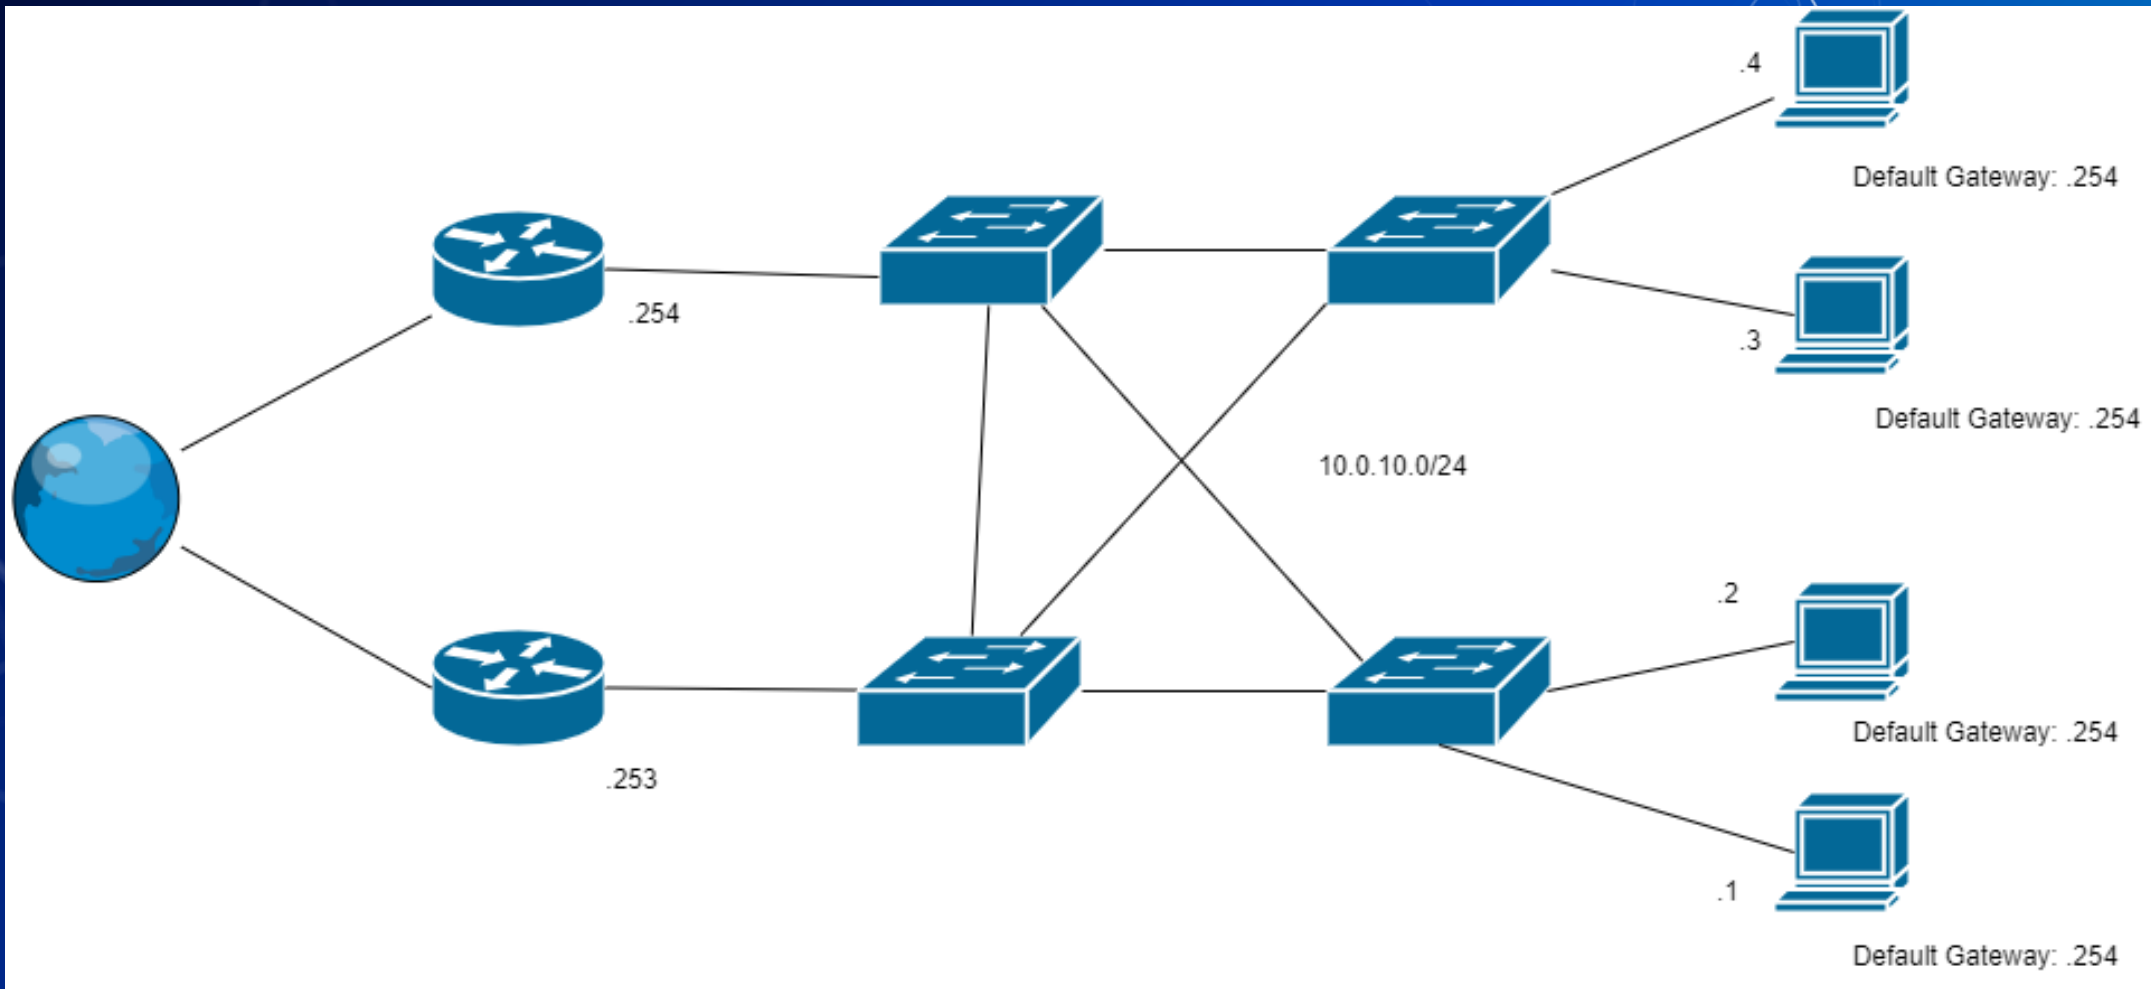 .4
Default Gateway: .254
.254
.3
Default Gateway: .254
10.0.10.0/24
.2
Default Gateway: .254
.253
.1
Default Gateway: .254